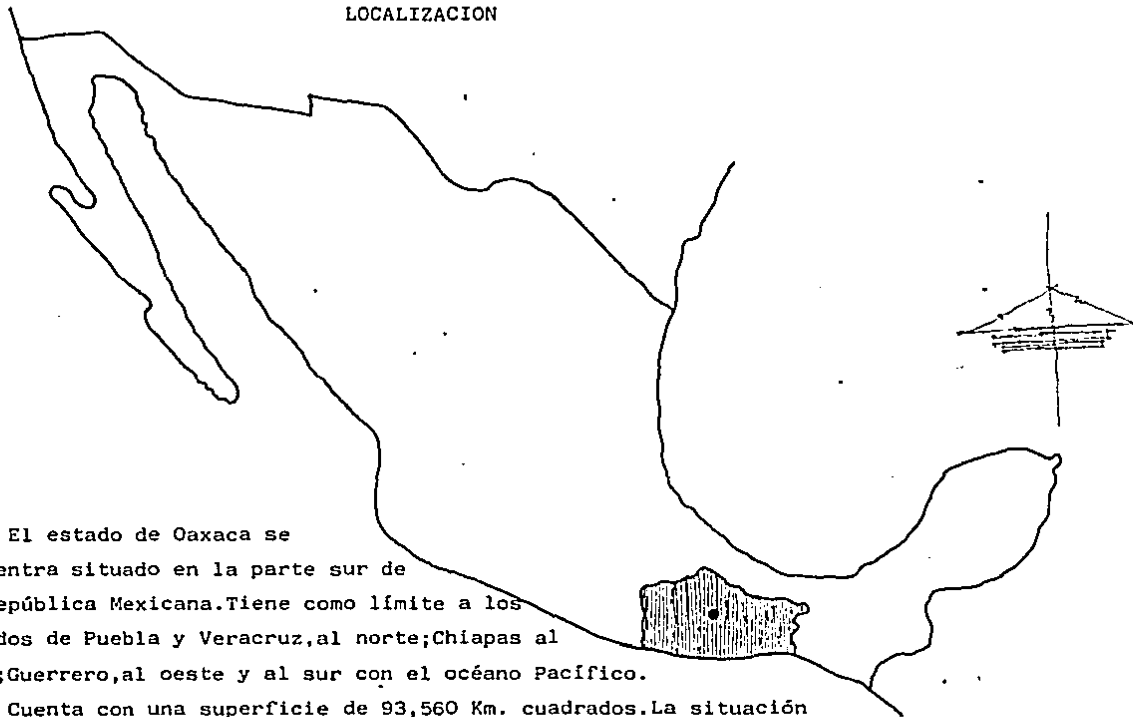 LOCALIZACION
El estado de Oaxaca se
entra situado en la parte sur de
epública Mexicana.Tiene como límite a los
dos de Puebla y Veracruz,al norte;Chiapas al
;Guerrero,al oeste y al sur con el océano Pacífico.
Cuenta con una superficie de 93,560 Km. cuadrados.La situación